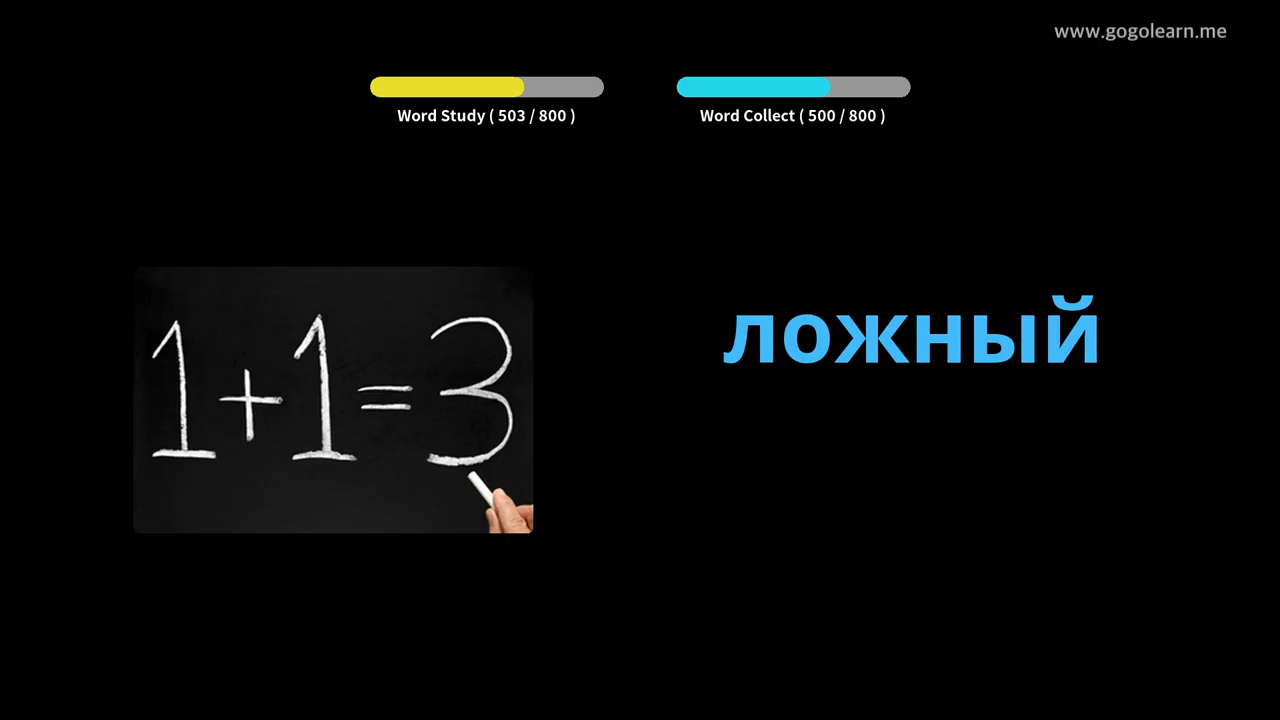 www.gogolearn.me
Word Study ( 503 / 800 )
Word Collect ( 500 / 800 )
ложный
1+1=3